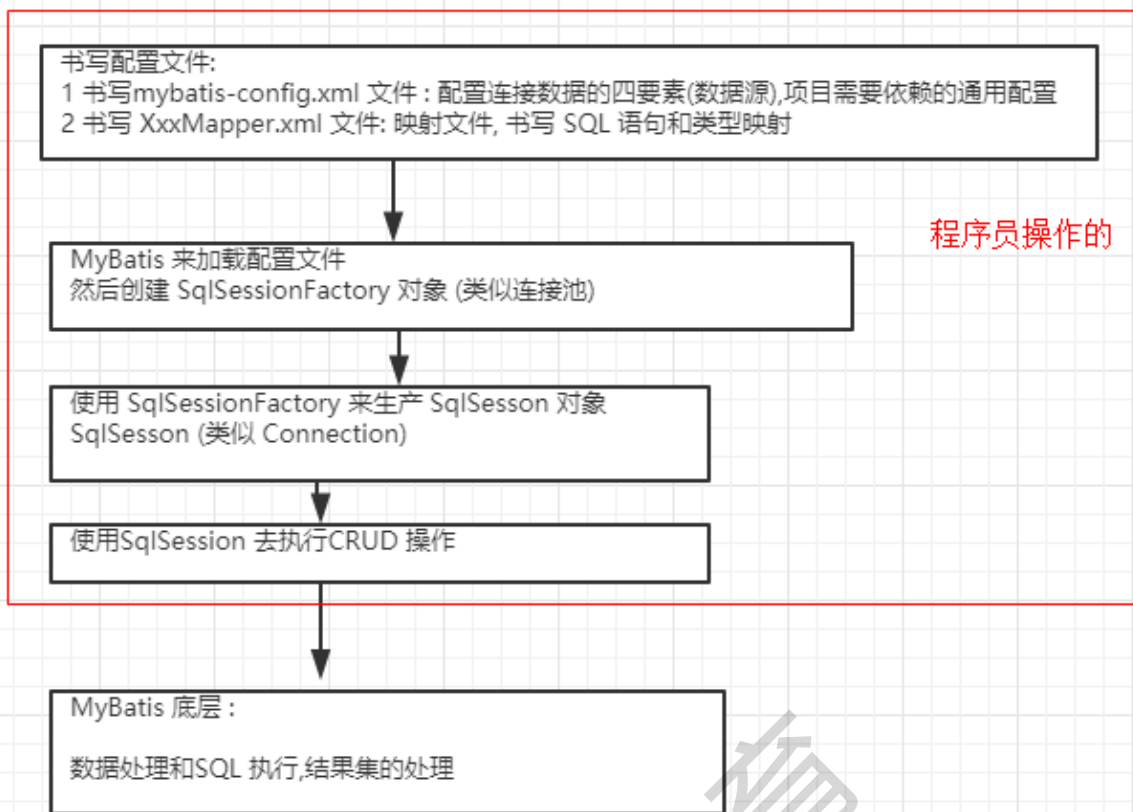 书写配置文件:
1 书写mybatis-config.xml 文件 : 配置连接数据的四要素(数据源),项目需要依赖的通用配置
2 书写 XxxMapper.xml 文件: 映射文件, 书写 SQL 语句和类型映射
程序员操作的
MyBatis 来加载配置文件
然后创建 SqlSessionFactory 对象 (类似连接池)
使用 SqlSessionFactory 来生产 SqlSesson 对象
SqlSesson (类似 Connection)
使用SqlSession 去执行CRUD 操作
MyBatis 底层 :
数据处理和SQL 执行,结果集的处理